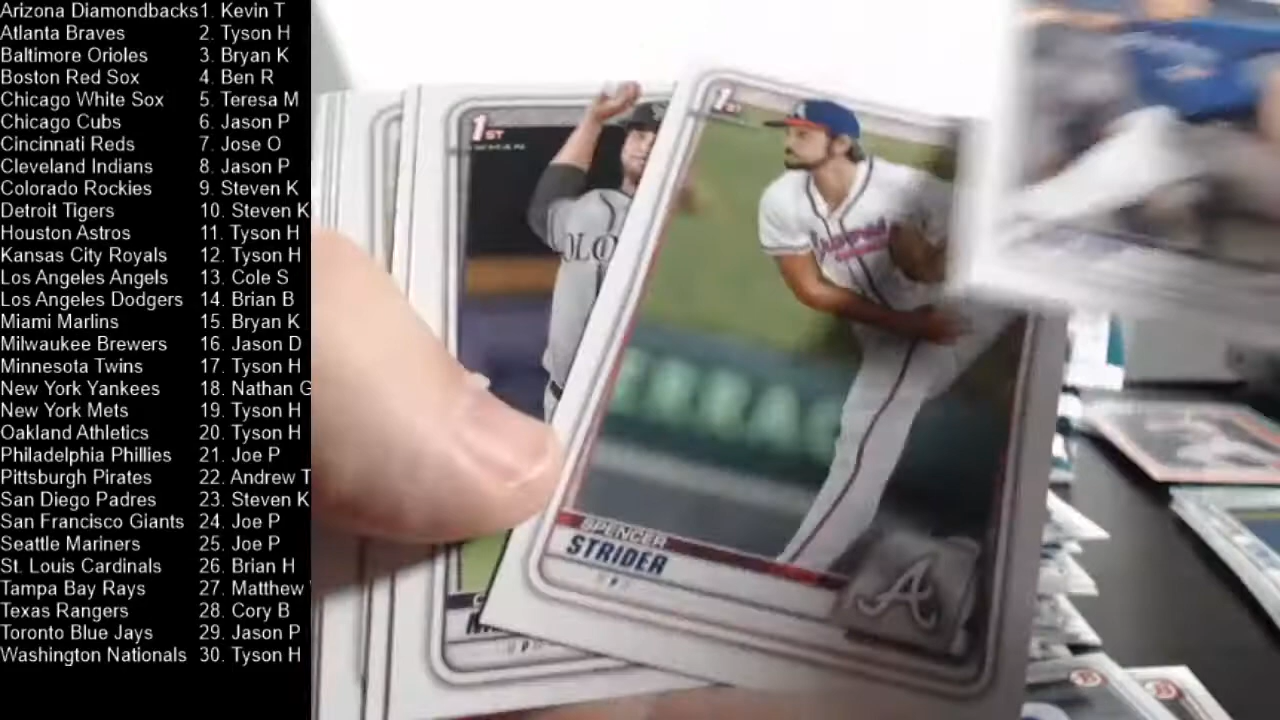 Arizona Diamondbacks 1. Kevin T
Atlanta Braves 2. Tyson H
Baltimore Orioles 3. Bryan K
Boston Red Sox 4. Ben R
Chicago White Sox 5. Teresa M
Chicago Cubs 6. Jason P
Cincinnati Reds 7. Jose O
Cleveland Indians 8. Jason P
Colorado Rockies 9. Steven K
Detroit Tigers 10. Steven K
Houston Astros 11. Tyson H
Kansas City Royals 12. Tyson H
Los Angeles Angels 13. Cole S
Los Angeles Dodgers 14. Brian B
Miami Marlins 15. Bryan K
Milwaukee Brewers 16. Jason D
Minnesota Twins 17. Tyson H
New York Yankees 18. Nathan G
New York Mets 19. Tyson H
Oakland Athletics 20. Tyson H
Philadelphia Phillies 21. Joe P
Pittsburgh Pirates 22. Andrew T
San Diego Padres 23. Steven K
San Francisco Giants 24. Joe P
Seattle Mariners 25. Joe P
St. Louis Cardinals 26. Brian H
Tampa Bay Rays 27. Matthew
Texas Rangers 28. Cory B
Toronto Blue Jays 29. Jason P
Washington Nationals 30. Tyson H
1ST
1ST
SPENCER
STRIDER
A